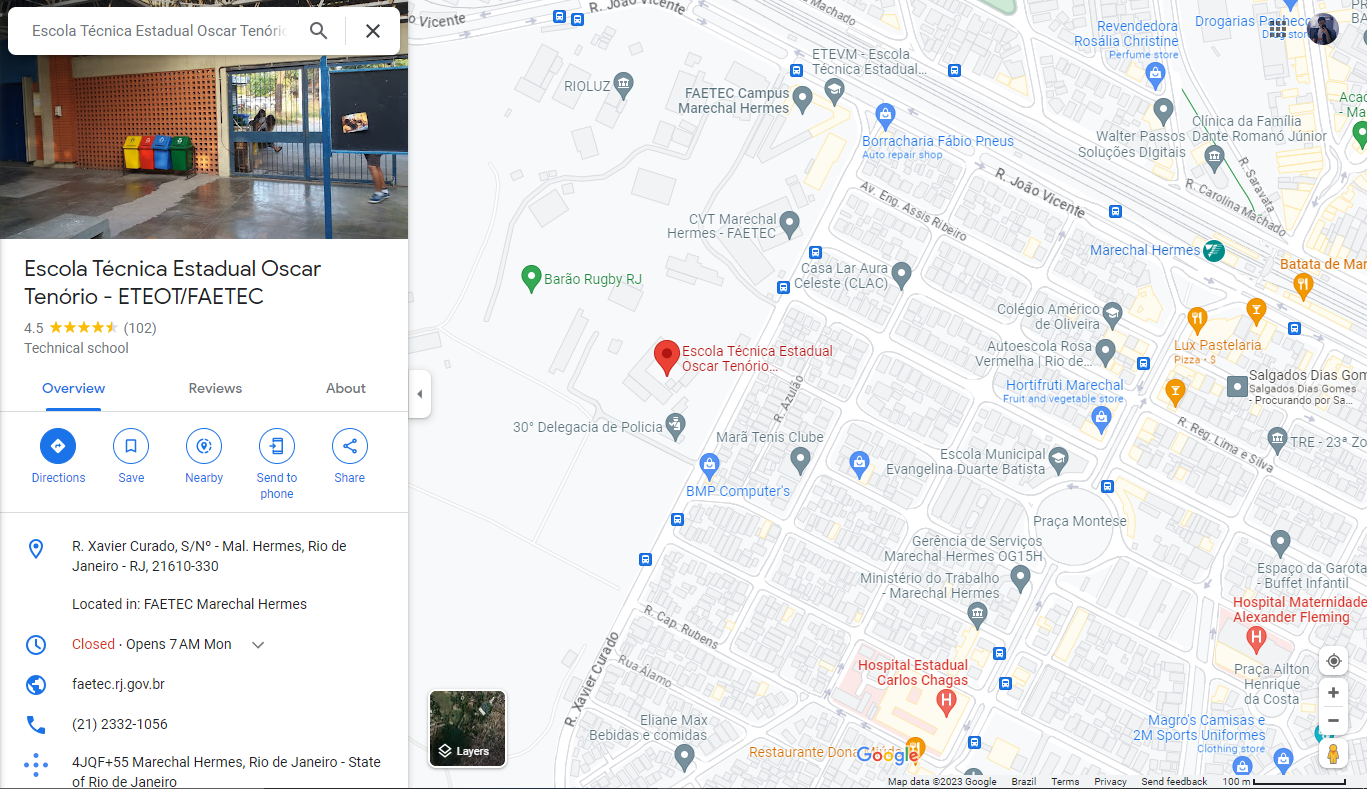 Escola Técnica Estadual Oscar Tenóri
Escola Técnica Estadual Oscar
Tenório - ETEOT/FAETEC
4.5 (102)
Technical school
Overview Reviews About
Directions Save Nearby Send to phone Share
R. Xavier Curado, S/Nº - Mal. Hermes, Rio de
Janeiro - RJ, 21610-330
Located in: FAETEC Marechal Hermes
Closed · Opens 7 AM Mon
faetec.rj.gov.br
(21) 2332-1056
4JQF+55 Marechal Hermes, Rio de Janeiro - State
of Rio de Janeiro
Layers
Vicente
R. João Vicente
Machado
Revendedora
Rosália Christine
Perfume store
Drogarias Pacheco
ETEVM - Escola
Técnica Estadual...
RIOLUZ
FAETEC Campus
Marechal Hermes
Borracharia Fábio Pneus
Auto repair shop
Walter Passos
Soluções DIgitais
Clínica da Família
Dante Romanó Júnior
Acad
- Ma
R. Saravata
R. Carolina Machado
R. João Vicente
Av. Eng. Assis Ribeiro
CVT Marechal
Hermes - FAETEC
Marechal Hermes
Batata de Mar
Casa Lar Aura
Celeste (CLAC)
Barão Rugby RJ
Colégio Américo
de Oliveira
Autoescola Rosa
Vermelha | Rio de...
Lux Pastelaria
Pizza · $
Escola Técnica Estadual
Oscar Tenório...
Hortifruti Marechal
Fruit and vegetable store
Salgados Dias Gom
Salgados Dias Gomes
- Procurando por Sa...
R. Azulão
30° Delegacia de Policia
Marã Tenis Clube
R. Reg. Lima e Silva
TRE - 23ª Zo
Escola Municipal
Evangelina Duarte Batista
BMP Computer's
Praça Montese
Gerência de Serviços
Marechal Hermes OG15H
Ministério do Trabalho
- Marechal Hermes
Espaço da Garota
- Buffet Infantil
Hospital Maternidade
Alexander Fleming
R. Cap. Rubens
Rua Álamo
R. Xavier Curado
Hospital Estadual
Carlos Chagas
Praça Ailton
Henrique
da Costa
Eliane Max
Bebidas e comidas
Magro's Camisas e
2M Sports Uniformes
Clothing store
Restaurante Dona
Google
Map data ©2023 Google Brazil Terms Privacy Send feedback 100 m